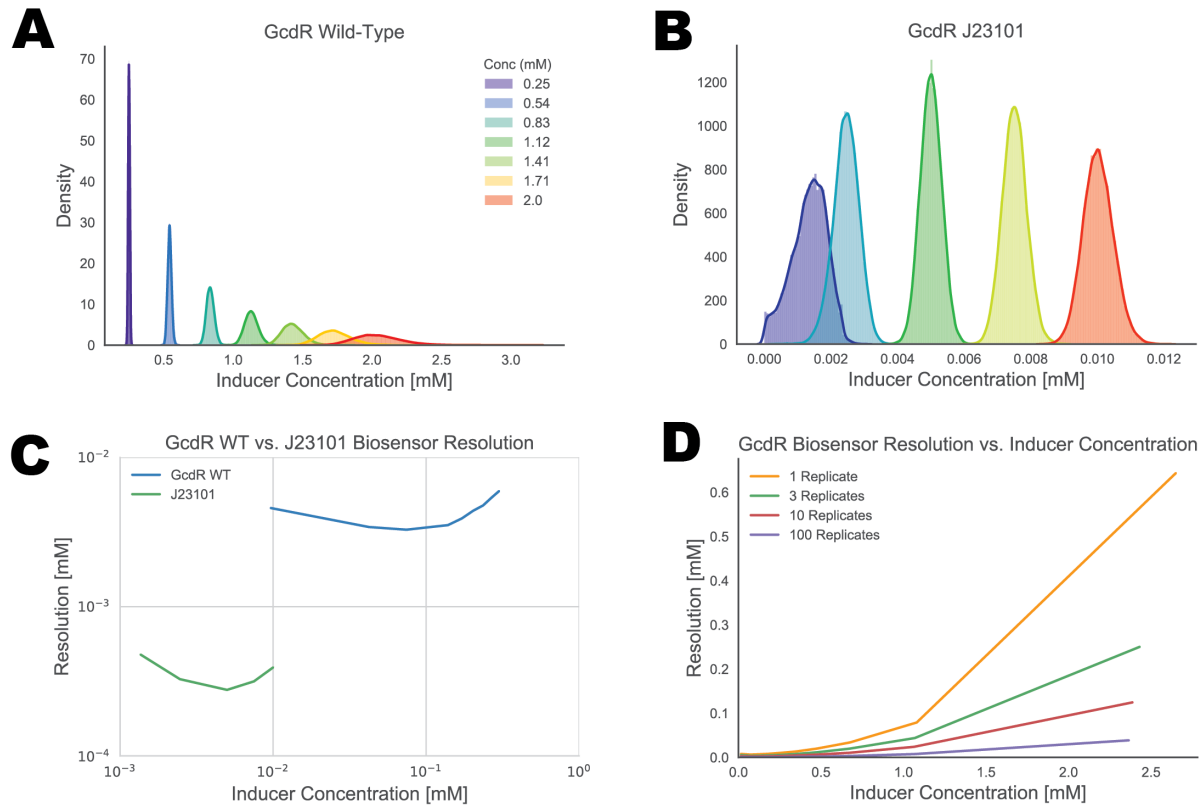 A
GcdR Wild-Type
Density
70
60
50
40
30
20
10
0
Conc (mM)
0.25
0.54
0.83
1.12
1.41
1.71
2.0
0.5
1.0
1.5
2.0
2.5
3.0
Inducer Concentration [mM]
B
GcdR J23101
Density
1200
1000
800
600
400
200
0
0.000
0.002
0.004
0.006
0.008
0.010
0.012
Inducer Concentration [mM]
C
GcdR WT vs. J23101 Biosensor Resolution
Resolution [mM]
10⁻²
10⁻³
10⁻⁴
GcdR WT
J23101
10⁻³
10⁻²
10⁻¹
10⁰
Inducer Concentration [mM]
D
GcdR Biosensor Resolution vs. Inducer Concentration
Resolution [mM]
0.6
0.5
0.4
0.3
0.2
0.1
0.0
1 Replicate
3 Replicates
10 Replicates
100 Replicates
0.0
0.5
1.0
1.5
2.0
2.5
Inducer Concentration [mM]